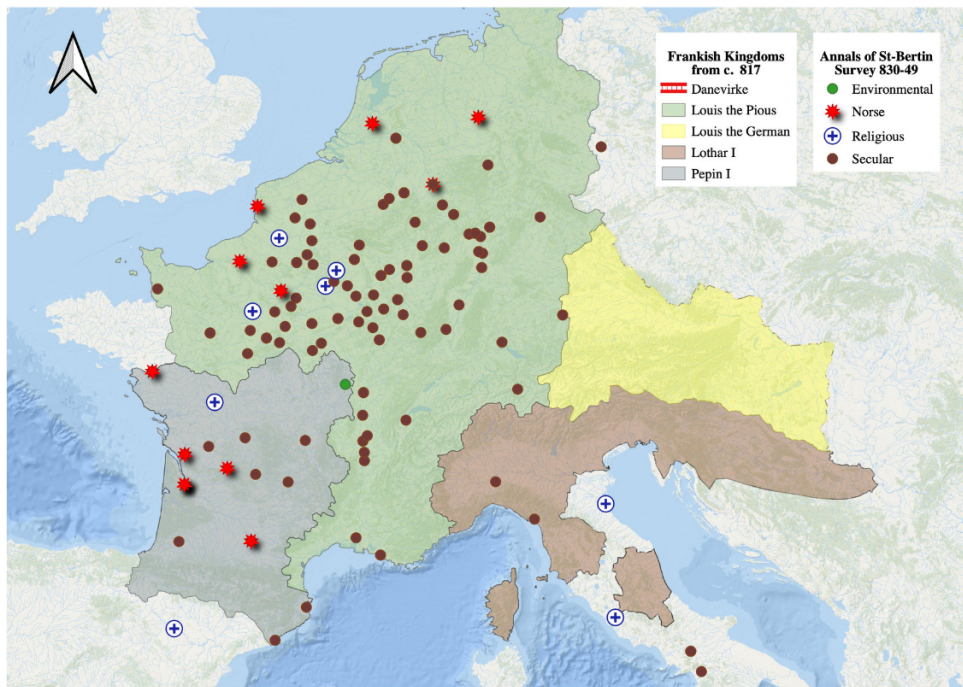 Frankish Kingdoms
from c. 817
Danevirke
Louis the Pious
Louis the German
Lothar I
Pepin I
Annals of St-Bertin
Survey 830-49
Environmental
Norse
Religious
Secular